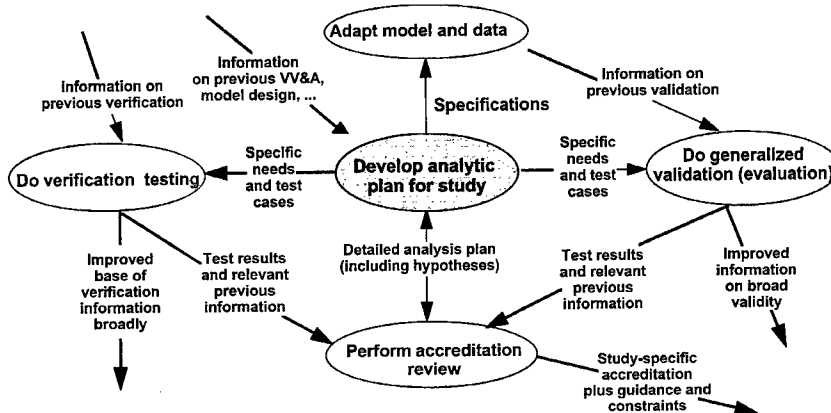 Adapt model and data
Information
on previous VV&A,
model design, ...
Information on
previous verification
Information on
previous validation
Specifications
Do verification testing
Specific
needs
and test
cases
Develop analytic
plan for study
Specific
needs
and test
cases
Do generalized
validation (evaluation)
Improved
base of
verification
information
broadly
Test results
and relevant
previous
information
Detailed analysis plan
(including hypotheses)
Test results
and relevant
previous
information
Improved
information
on broad
validity
Perform accreditation
review
Study-specific
accreditation
plus guidance and
constraints